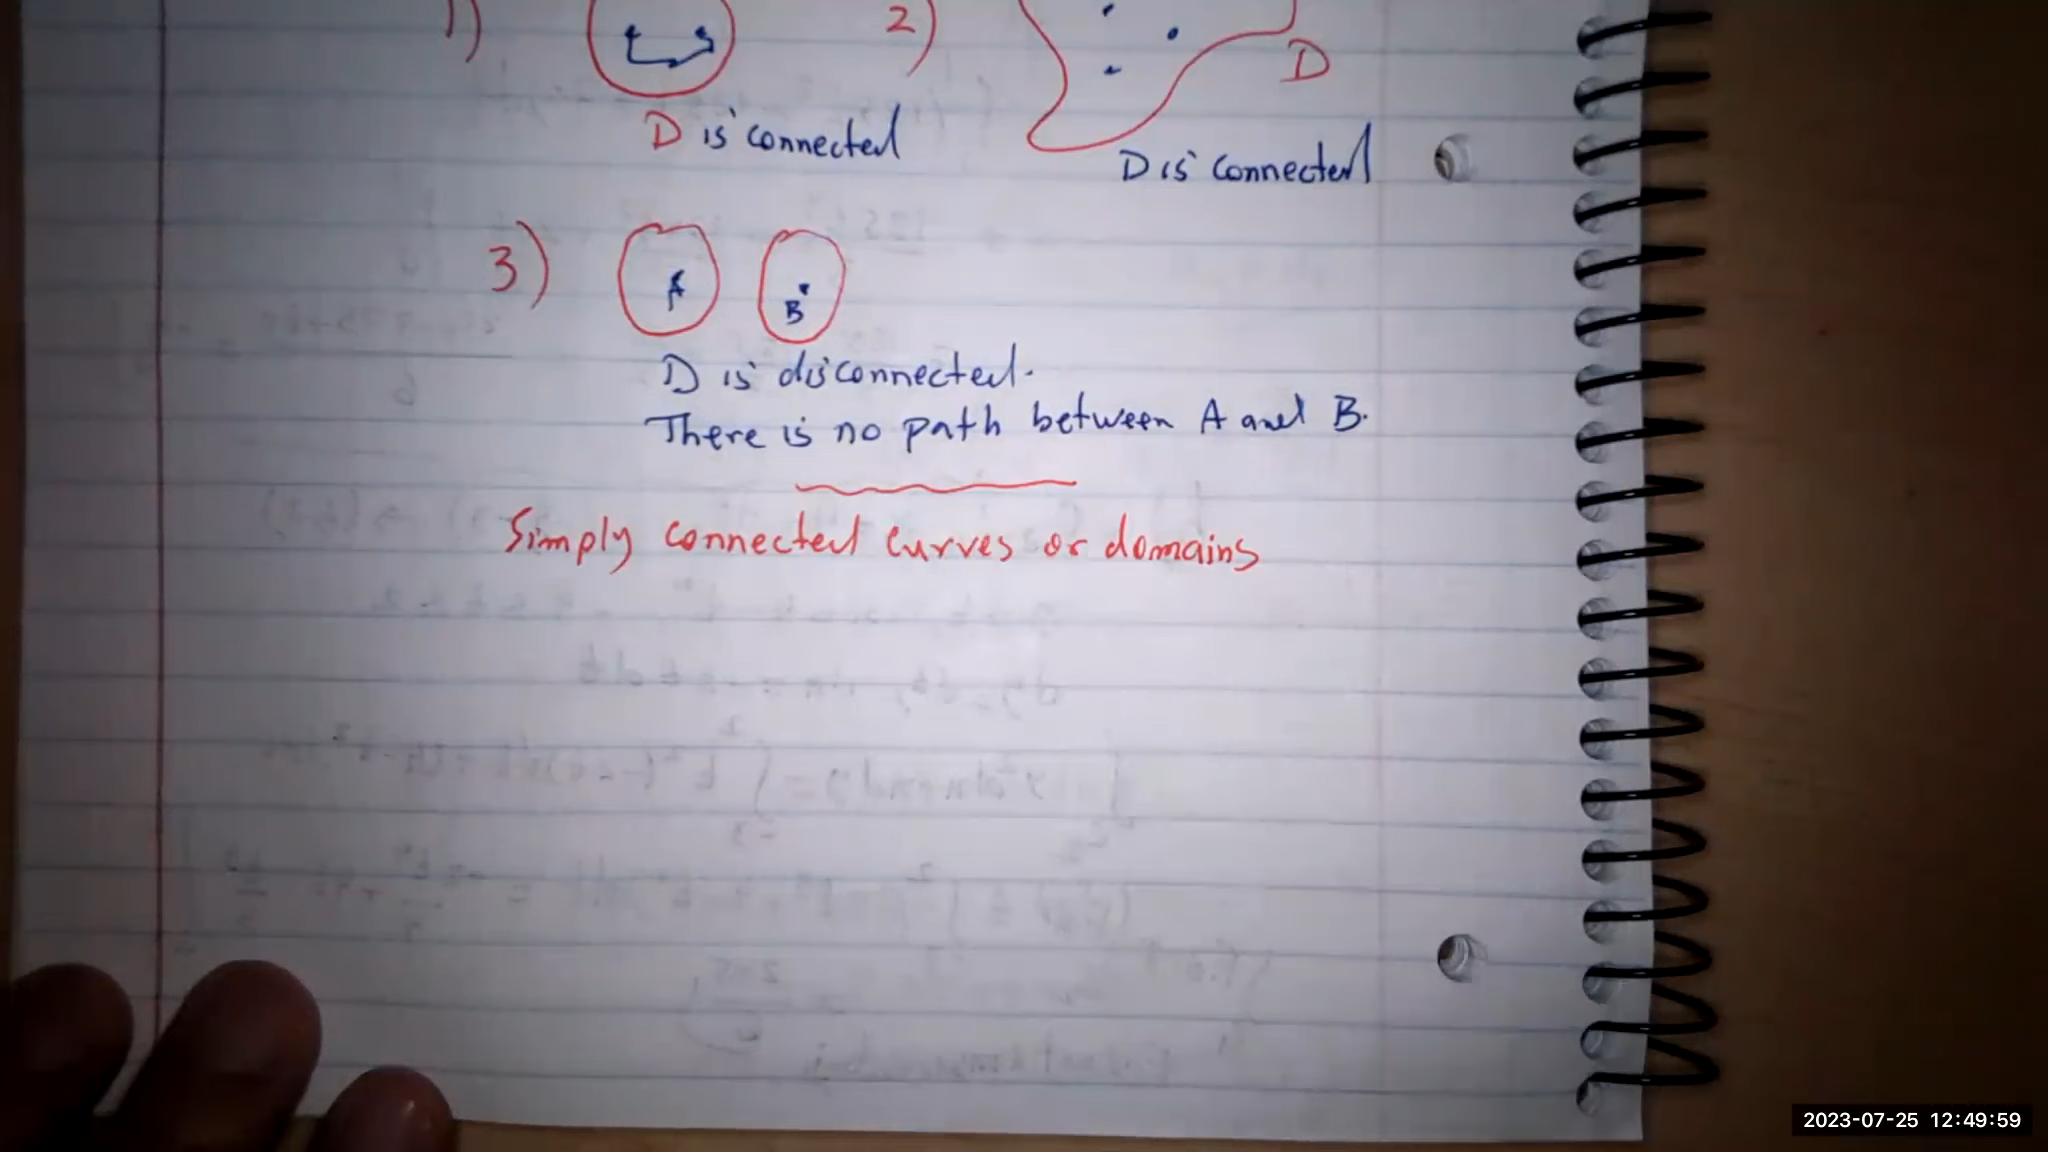 1) 2)
D
D is connected
D is connected
3) A B
D is disconnected.
There is no path between A and B.
Simply connected curves or domains
2023-07-25 12:49:59